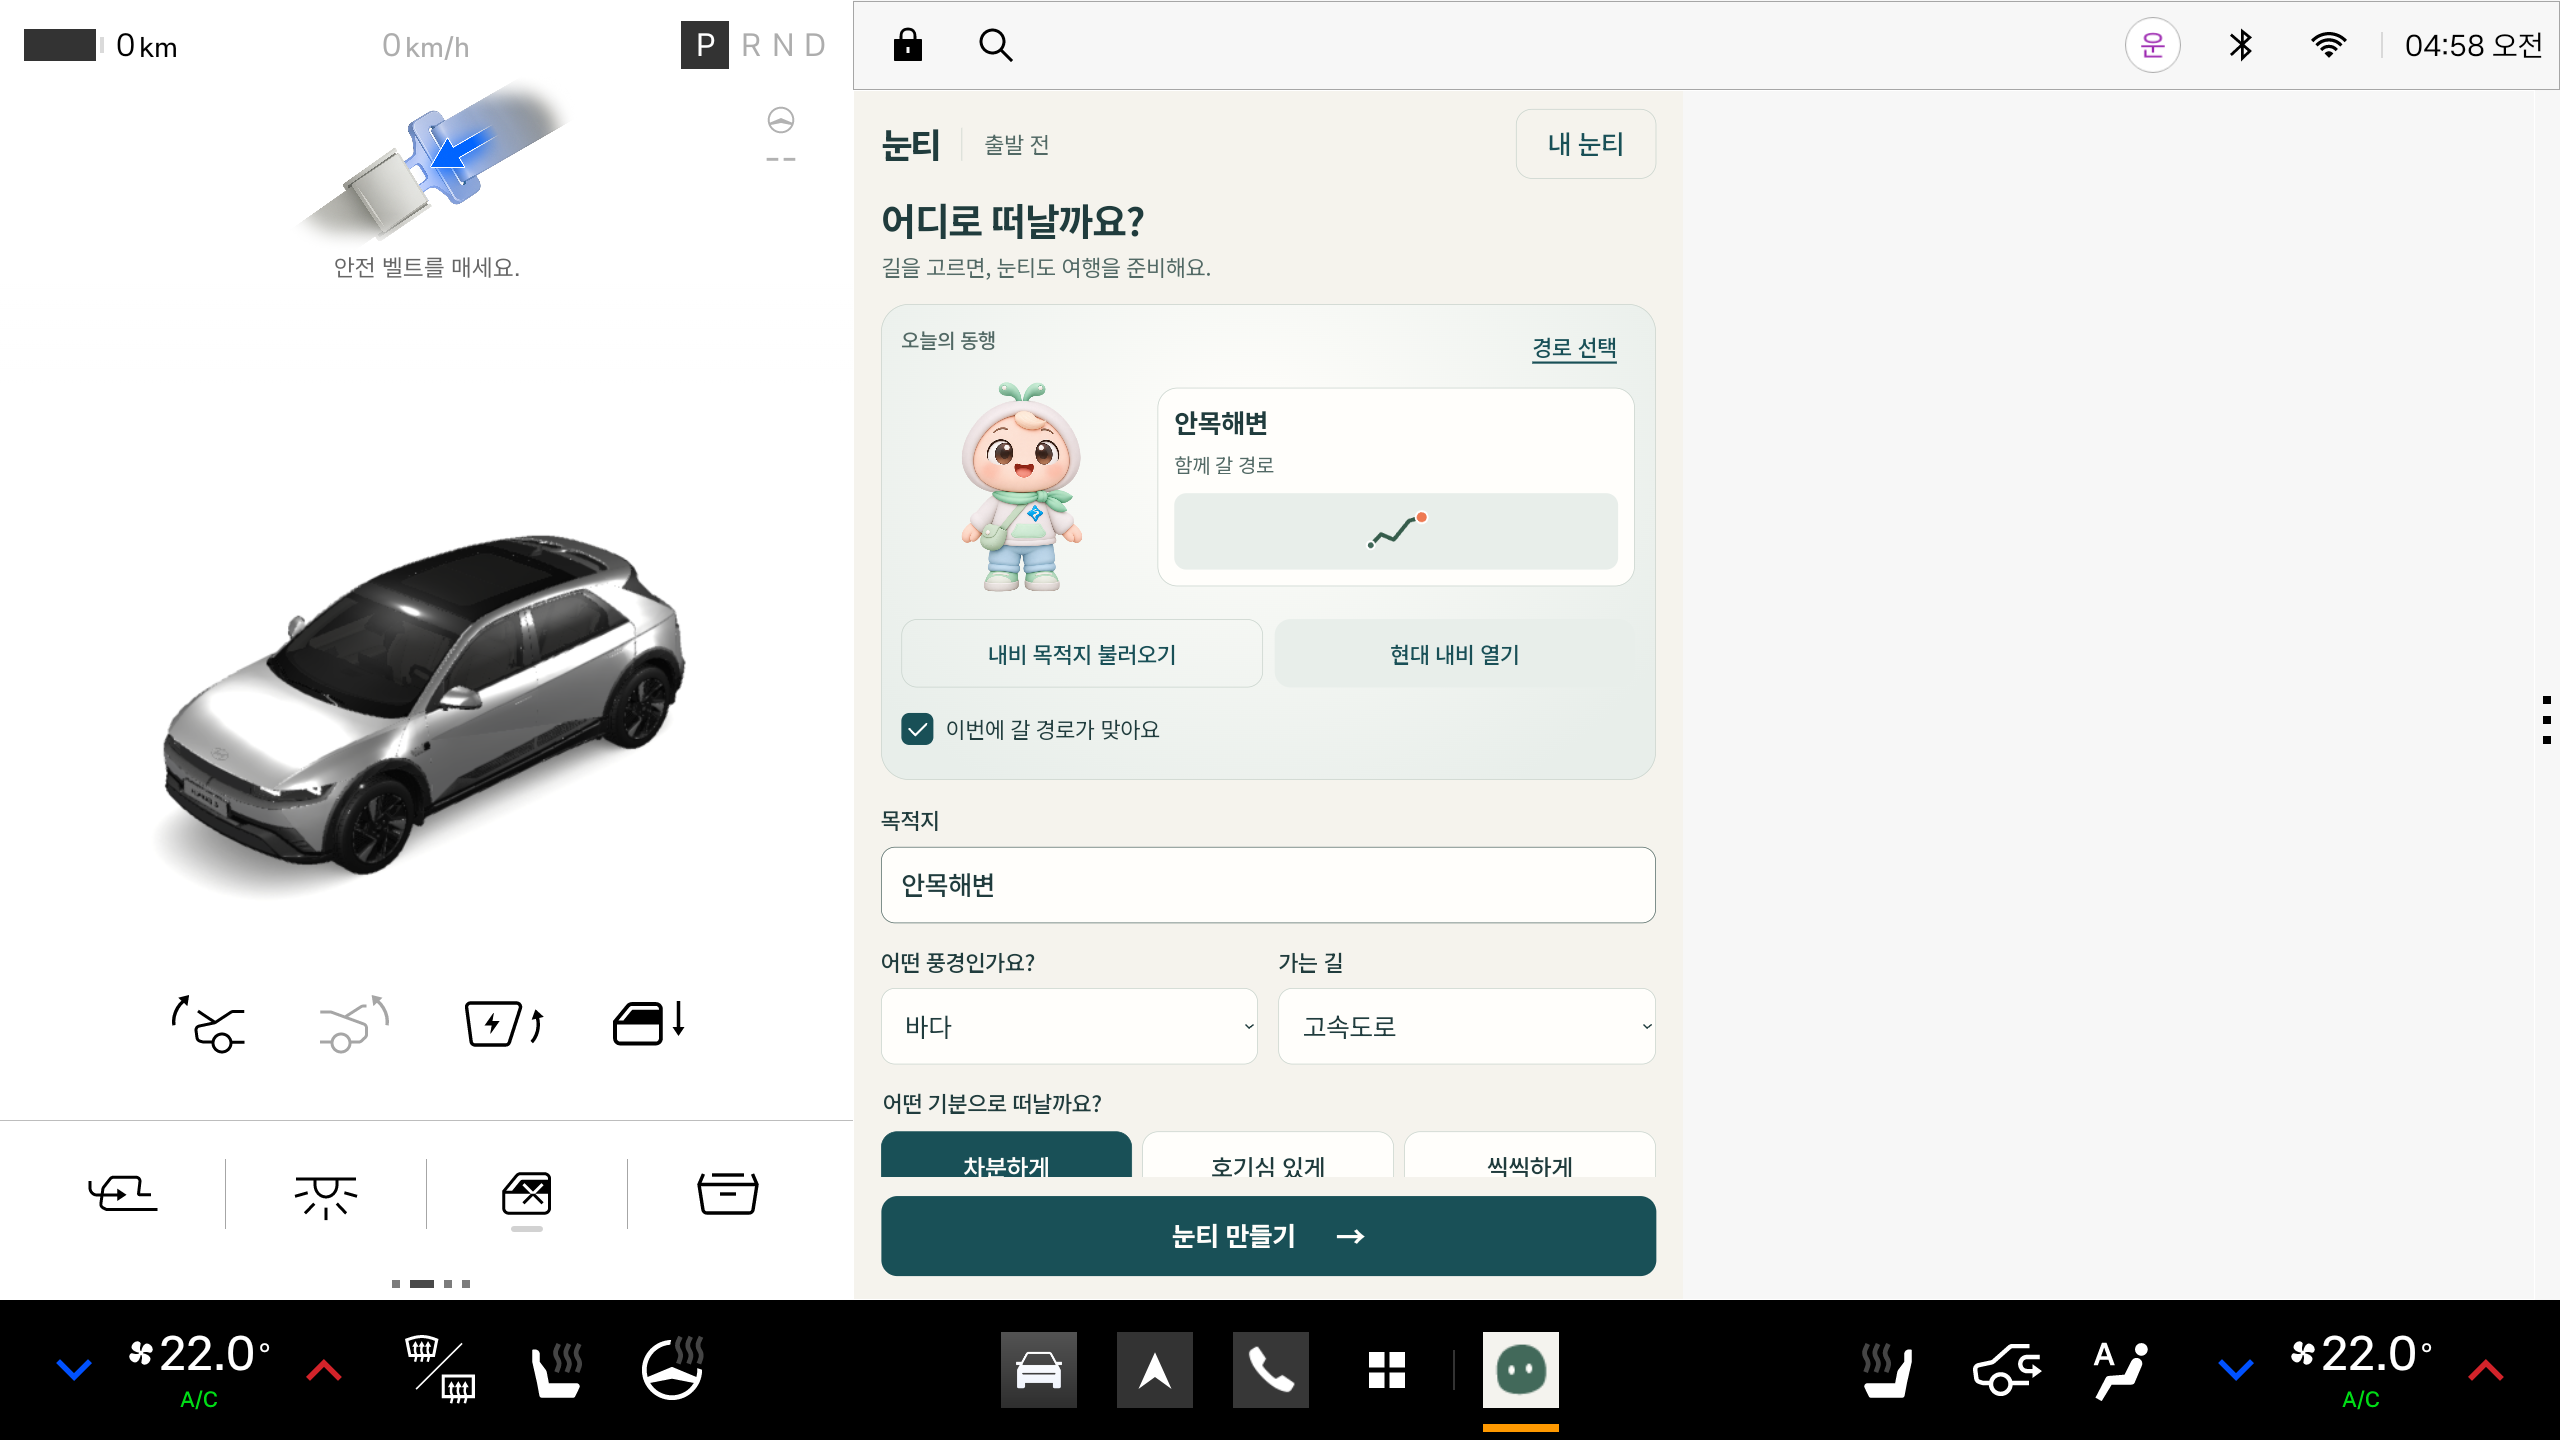 0 km
0 km/h
P R N D
안전 벨트를 매세요.
운
04:58 오전
눈티
출발 전
내 눈티
어디로 떠날까요?
길을 고르면, 눈티도 여행을 준비해요.
오늘의 동행
경로 선택
안목해변
함께 갈 경로
내비 목적지 불러오기
현대 내비 열기
이번에 갈 경로가 맞아요
목적지
안목해변
어떤 풍경인가요?
가는 길
바다
고속도로
어떤 기분으로 떠날까요?
차분하게
호기심 있게
씩씩하게
눈티 만들기 →
22.0°
A/C
A
22.0°
A/C